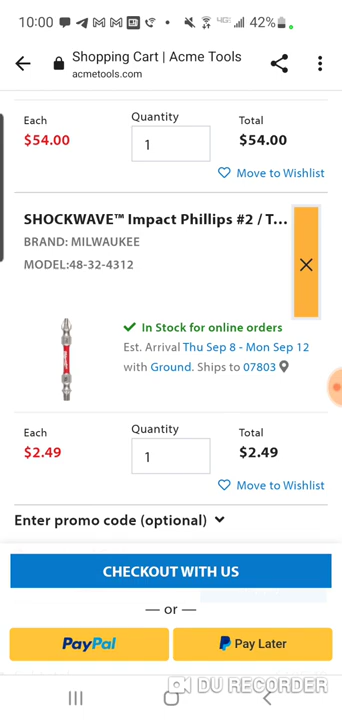 10:00 4G 42%
Shopping Cart | Acme Tools
acmetools.com
Each Quantity Total
$54.00 1 $54.00
Move to Wishlist
SHOCKWAVE™ Impact Phillips #2 / T...
BRAND: MILWAUKEE
MODEL:48-32-4312
In Stock for online orders
Est. Arrival Thu Sep 8 - Mon Sep 12
with Ground. Ships to 07803
Each Quantity Total
$2.49 1 $2.49
Move to Wishlist
Enter promo code (optional)
CHECKOUT WITH US
— or —
PayPal Pay Later
DU RECORDER